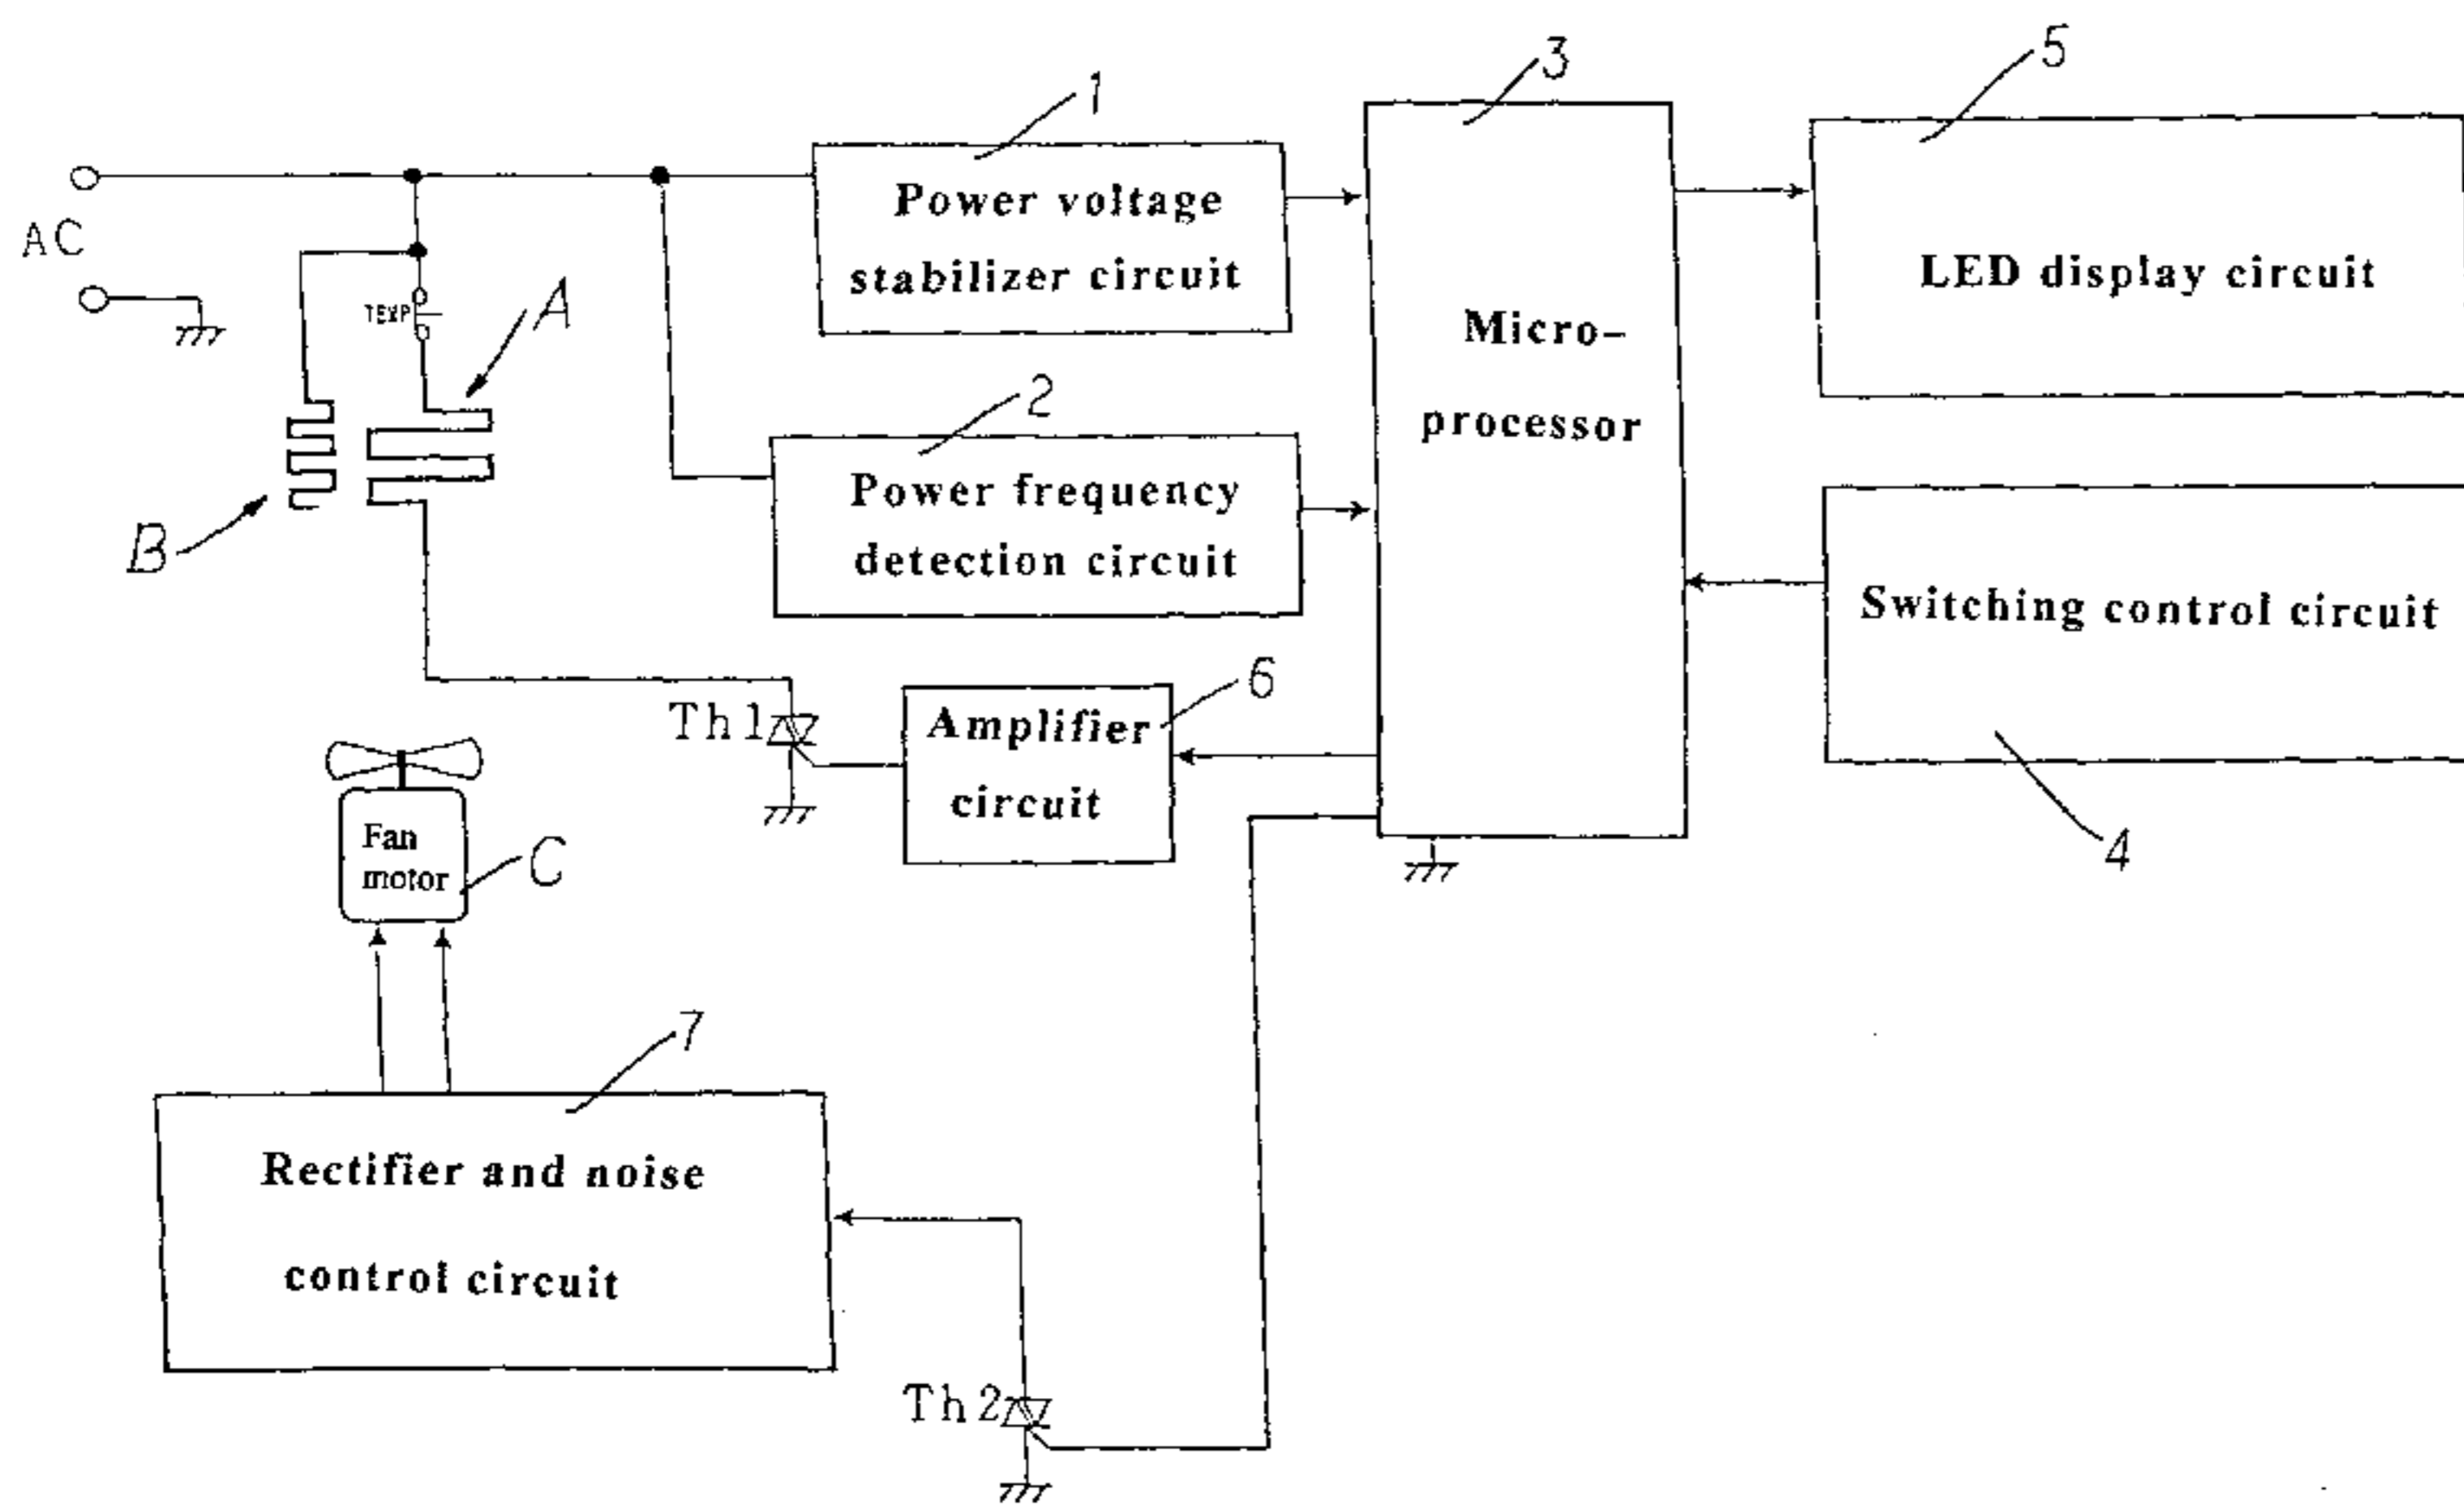 1
3
5
Power voltage
stabilizer circuit
AC
TEMP
A
LED display circuit
Micro-
processor
2
Power frequency
detection circuit
B
Switching control circuit
6
Th1
Amplifier
circuit
4
Fan
motor
C
7
Rectifier and noise
control circuit
Th2